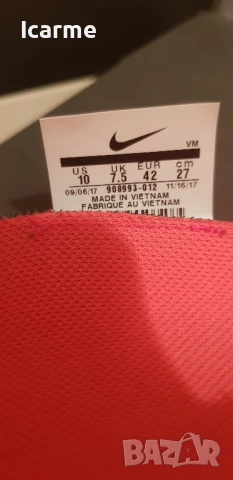 Icarme
VM
US UK EUR cm
10 7.5 42 27
09/06/17 908993-012 11/16/17
MADE IN VIETNAM
FABRIQUE AU VIETNAM
BAZAR